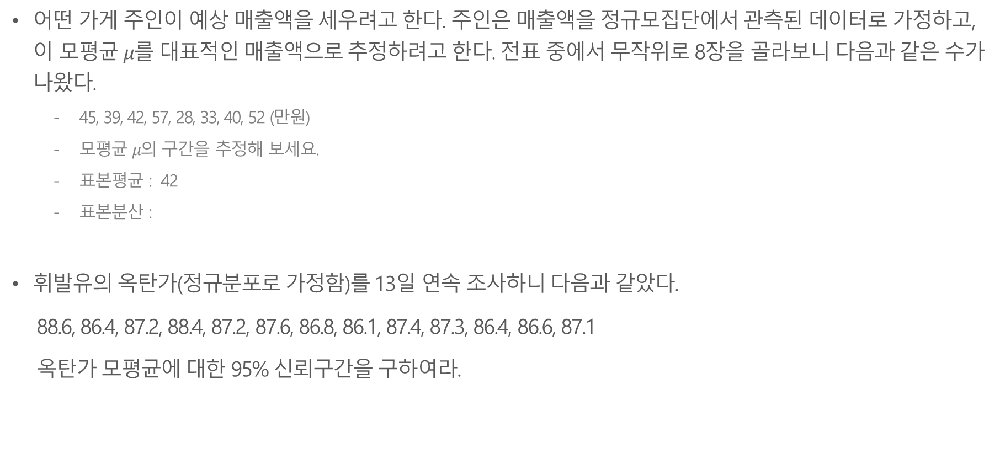 • 어떤 가게 주인이 예상 매출액을 세우려고 한다. 주인은 매출액을 정규모집단에서 관측된 데이터로 가정하고,
이 모평균 μ를 대표적인 매출액으로 추정하려고 한다. 전표 중에서 무작위로 8장을 골라보니 다음과 같은 수가
나왔다.
- 45, 39, 42, 57, 28, 33, 40, 52 (만원)
- 모평균 μ의 구간을 추정해 보세요.
- 표본평균 : 42
- 표본분산 :
• 휘발유의 옥탄가(정규분포로 가정함)를 13일 연속 조사하니 다음과 같았다.
88.6, 86.4, 87.2, 88.4, 87.2, 87.6, 86.8, 86.1, 87.4, 87.3, 86.4, 86.6, 87.1
옥탄가 모평균에 대한 95% 신뢰구간을 구하여라.